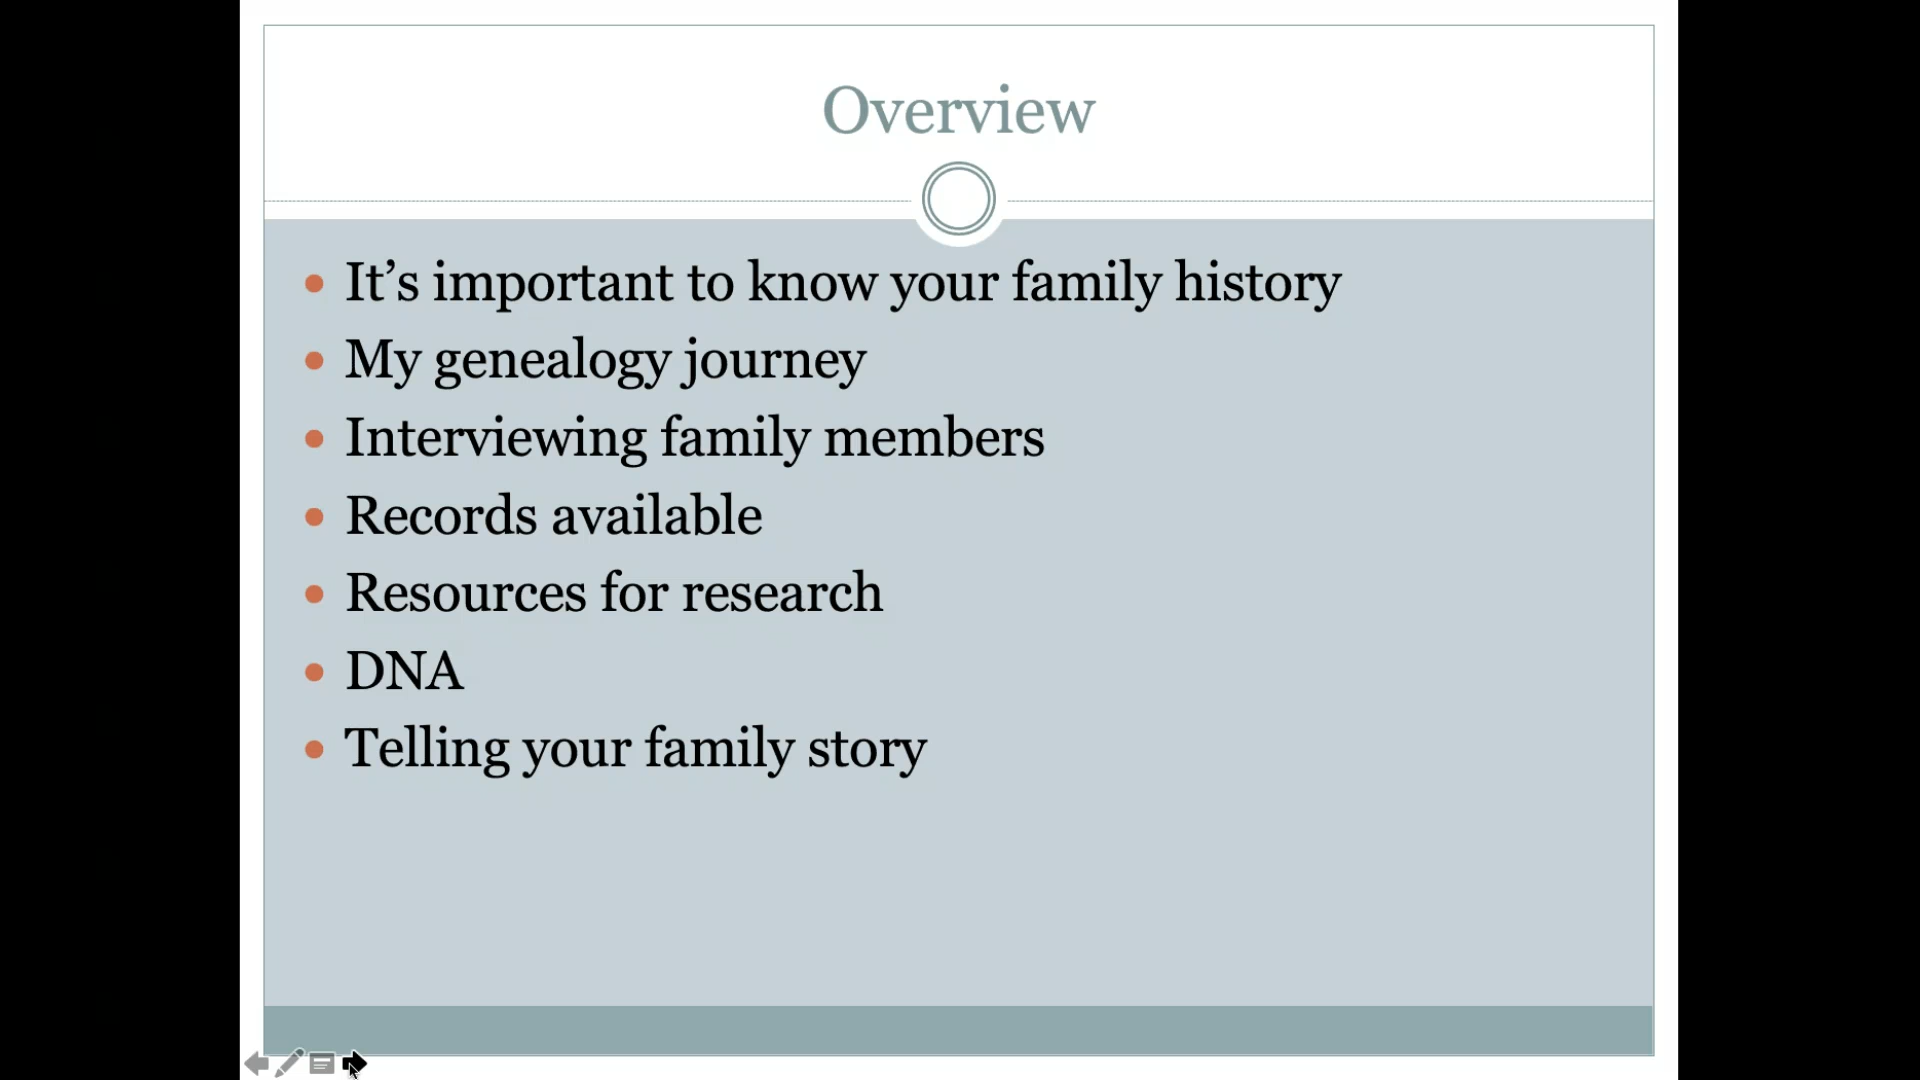 Overview
It’s important to know your family history
My genealogy journey
Interviewing family members
Records available
Resources for research
DNA
Telling your family story